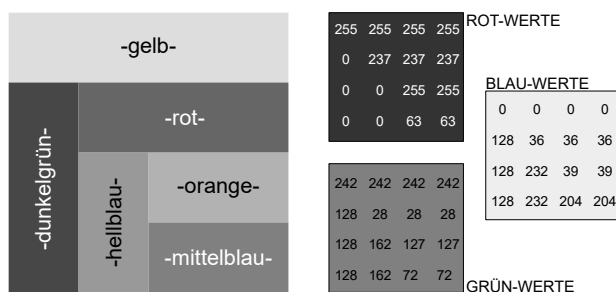 -gelb-
-dunkelgrün-
-rot-
-hellblau-
-orange-
-mittelblau-
ROT-WERTE
255 255 255 255
0 237 237 237
0 0 255 255
0 0 63 63
BLAU-WERTE
0 0 0 0
128 36 36 36
128 232 39 39
128 232 204 204
242 242 242 242
128 28 28 28
128 162 127 127
128 162 72 72
GRÜN-WERTE